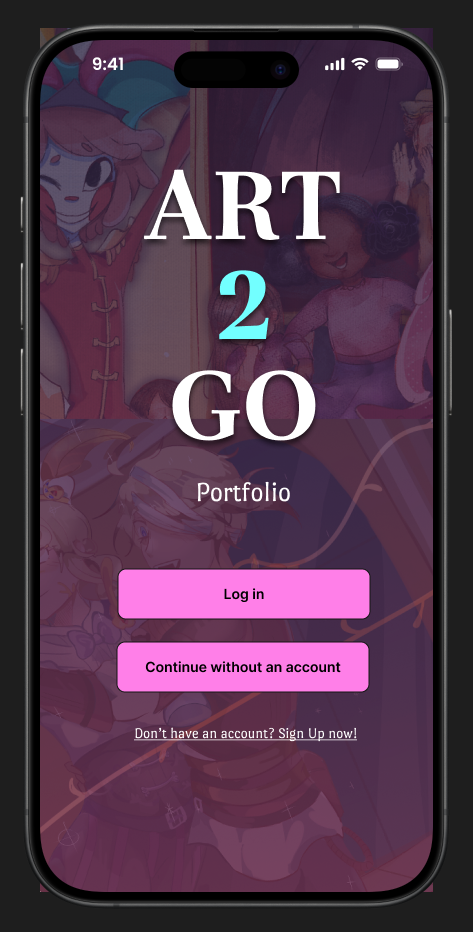 9:41
ART
2
GO
Portfolio
Log in
Continue without an account
Don't have an account? Sign Up now!